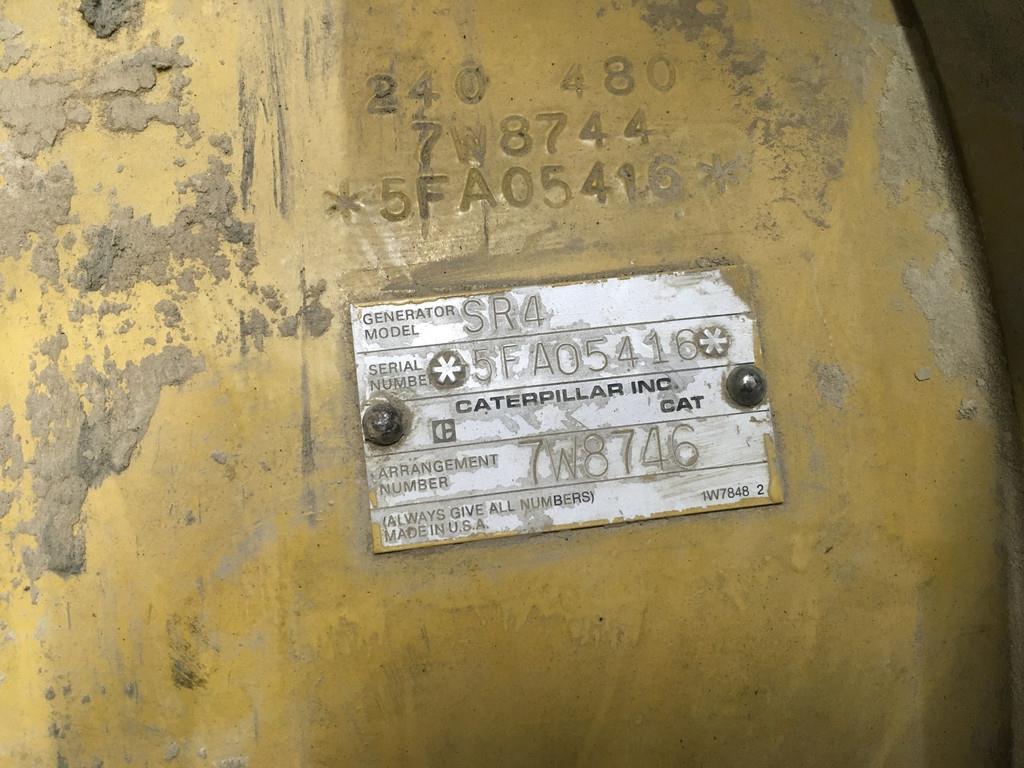 240 480
7W8744
*5FA05416*
GENERATOR MODEL SR4
SERIAL NUMBER *5FA05416*
CATERPILLAR INC.
C CAT
ARRANGEMENT NUMBER 7W8746
(ALWAYS GIVE ALL NUMBERS)
MADE IN U.S.A. 1W7848 2